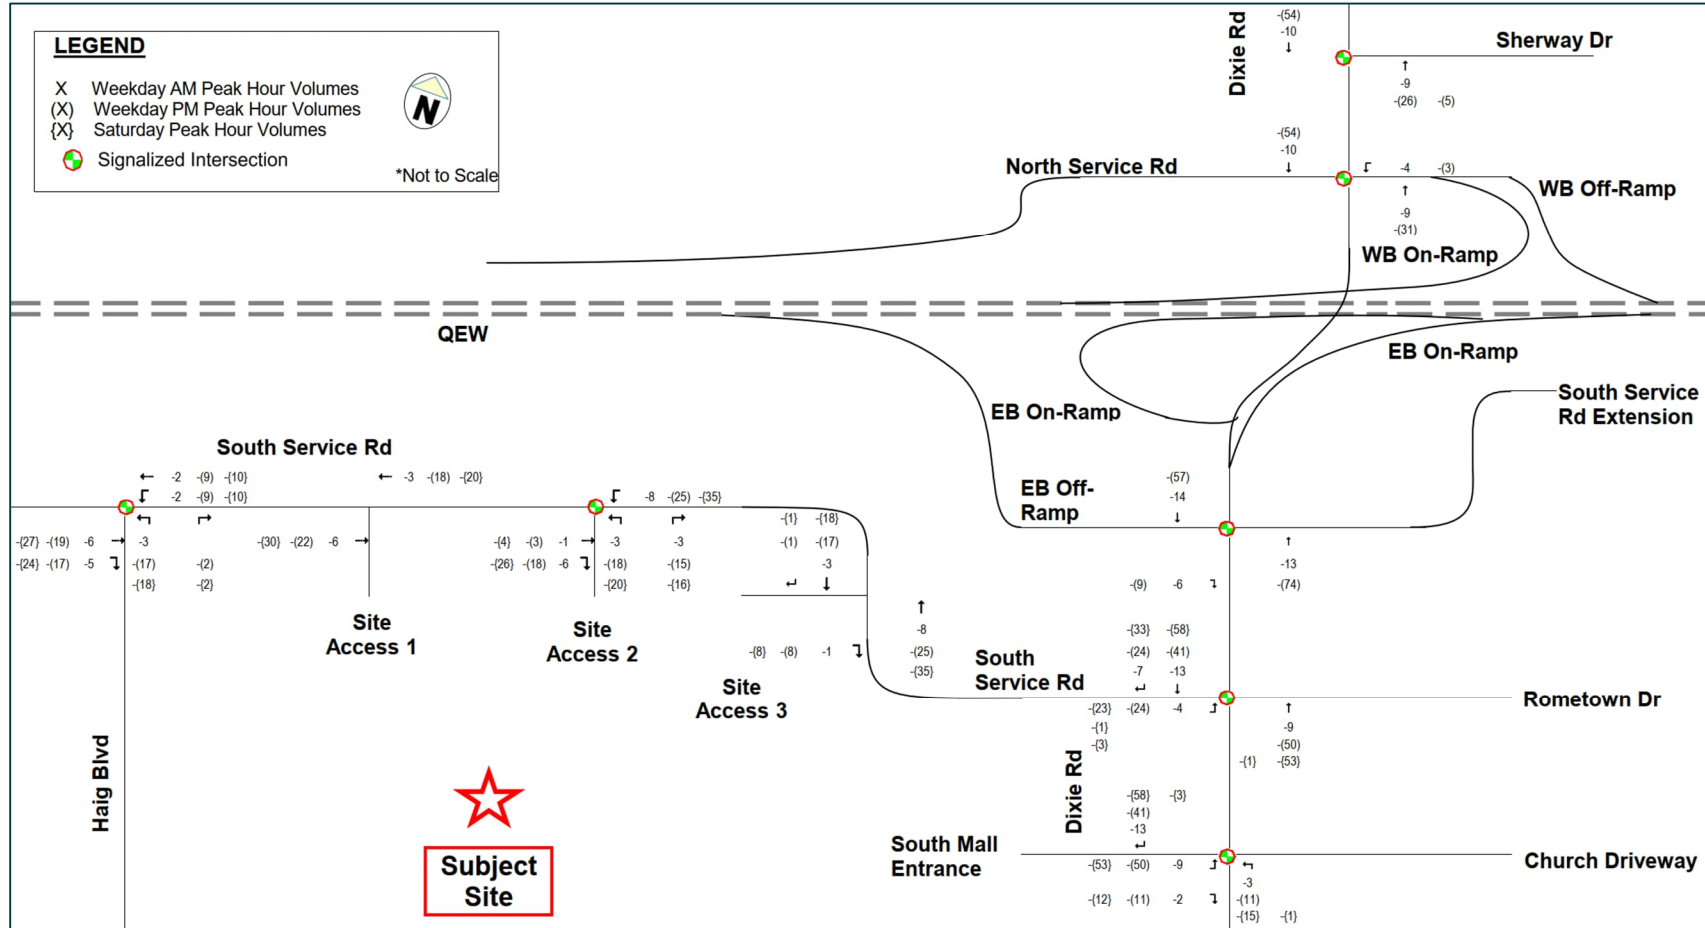 LEGEND
X Weekday AM Peak Hour Volumes
(X) Weekday PM Peak Hour Volumes
{X} Saturday Peak Hour Volumes
Signalized Intersection
N
*Not to Scale
Dixie Rd
-(54)
-10
Sherway Dr
-9
-(26) -(5)
-(54)
-10
North Service Rd
-4 -(3)
WB Off-Ramp
-9
-(31)
WB On-Ramp
QEW
EB On-Ramp
EB On-Ramp
South Service
Rd Extension
South Service Rd
-2 -(9) -{10}
-2 -(9) -{10}
-3 -(18) -{20}
-8 -(25) -{35}
-{27} -(19) -6
-{24} -(17) -5
-3
-(17) -(2)
-{18} -{2}
-{30} -(22) -6
-{4} -(3) -1
-{26} -(18) -6
-3 -3
-(18) -(15)
-{20} -{16}
-{1} -{18}
-(1) -(17)
-3
EB Off-
Ramp
-(57)
-14
-13
-(74)
-(9) -6
Site
Access 1
Site
Access 2
-8
-(25)
-{35}
-{8} -(8) -1
Site
Access 3
South
Service Rd
-{33} -{58}
-(24) -(41)
-7 -13
Rometown Dr
-{23} -(24) -4
-{1}
-{3}
-9
-(50)
-{1} -{53}
Haig Blvd
Dixie Rd
Subject
Site
-{58} -{3}
-(41)
-13
South Mall
Entrance
Church Driveway
-{53} -(50) -9
-{12} -(11) -2
-3
-(11)
-{15} -{1}